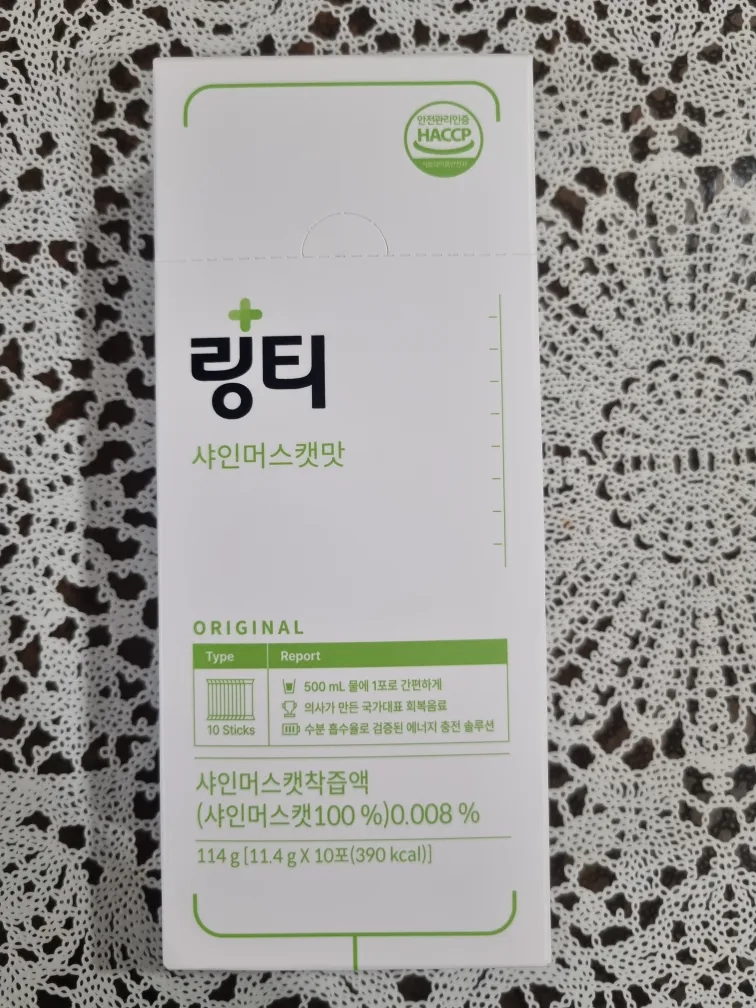 안전관리인증
HACCP
링티
샤인머스캣맛
ORIGINAL
Type
Report
10 Sticks
500 mL 물에 1포로 간편하게
의사가 만든 국가대표 회복음료
수분 흡수율로 검증된 에너지 충전 솔루션
샤인머스캣착즙액
(샤인머스캣100 %)0.008 %
114 g [11.4 g X 10포(390 kcal)]